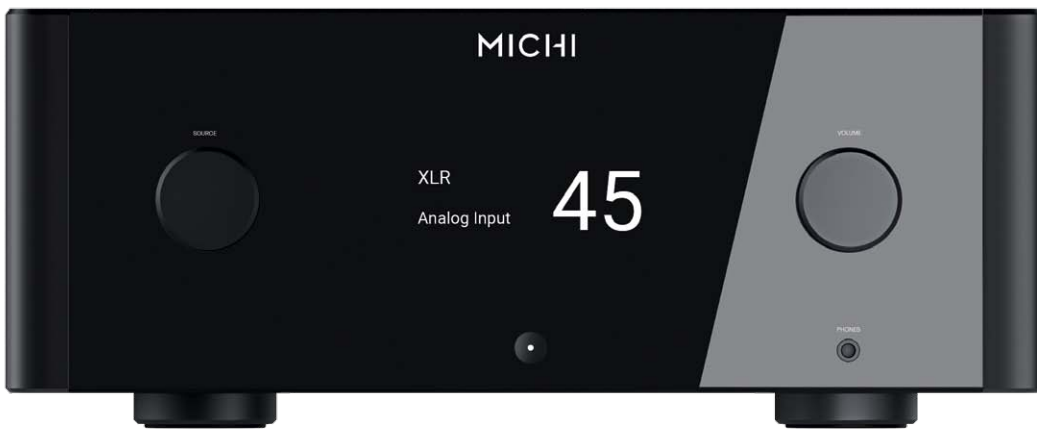 MICHI
SOURCE
VOLUME
XLR
Analog Input
45
PHONES